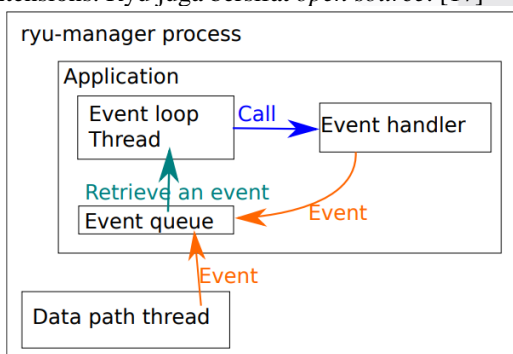 ryu-manager process
Application
Event loop
Thread
Call
Event handler
Retrieve an event
Event
Event queue
Event
Data path thread